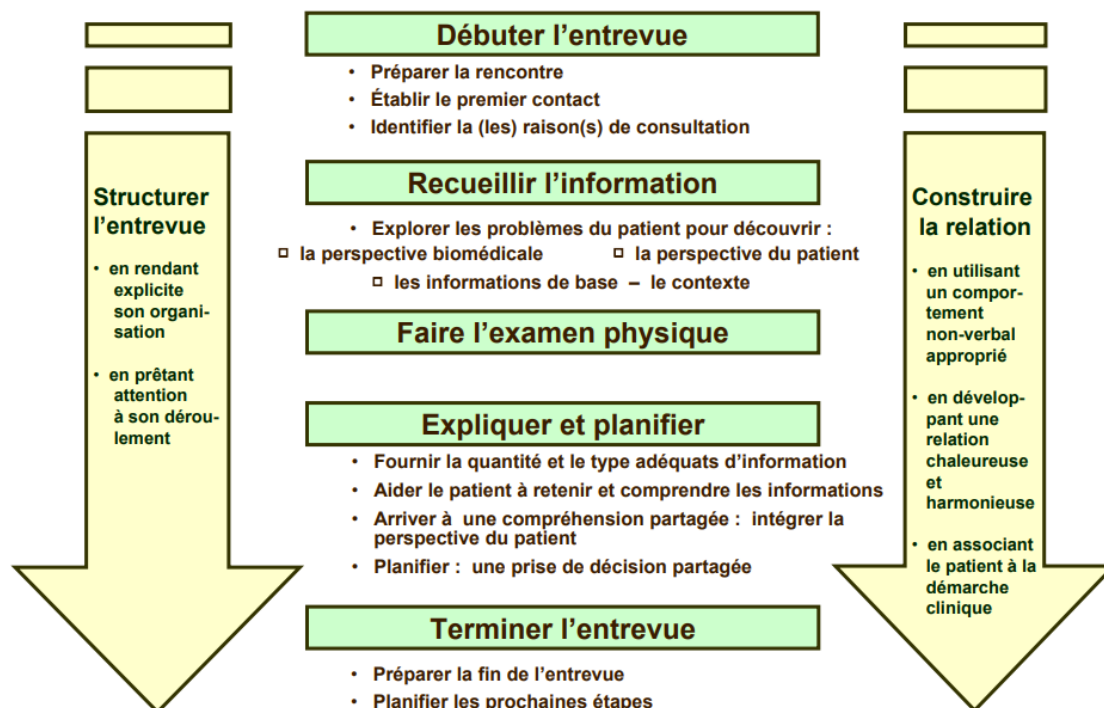 Débuter l’entrevue
• Préparer la rencontre
• Établir le premier contact
• Identifier la (les) raison(s) de consultation
Structurer
l’entrevue
• en rendant
explicite
son organi-
sation
• en prêtant
attention
à son dérou-
lement
Recueillir l’information
• Explorer les problèmes du patient pour découvrir :
□ la perspective biomédicale
□ la perspective du patient
□ les informations de base – le contexte
Faire l’examen physique
Expliquer et planifier
• Fournir la quantité et le type adéquats d’information
• Aider le patient à retenir et comprendre les informations
• Arriver à une compréhension partagée : intégrer la
perspective du patient
• Planifier : une prise de décision partagée
Terminer l’entrevue
• Préparer la fin de l’entrevue
• Planifier les prochaines étapes
Construire
la relation
• en utilisant
un compor-
tement
non-verbal
approprié
• en dévelop-
pant une
relation
chaleureuse
et
harmonieuse
• en associant
le patient à la
démarche
clinique